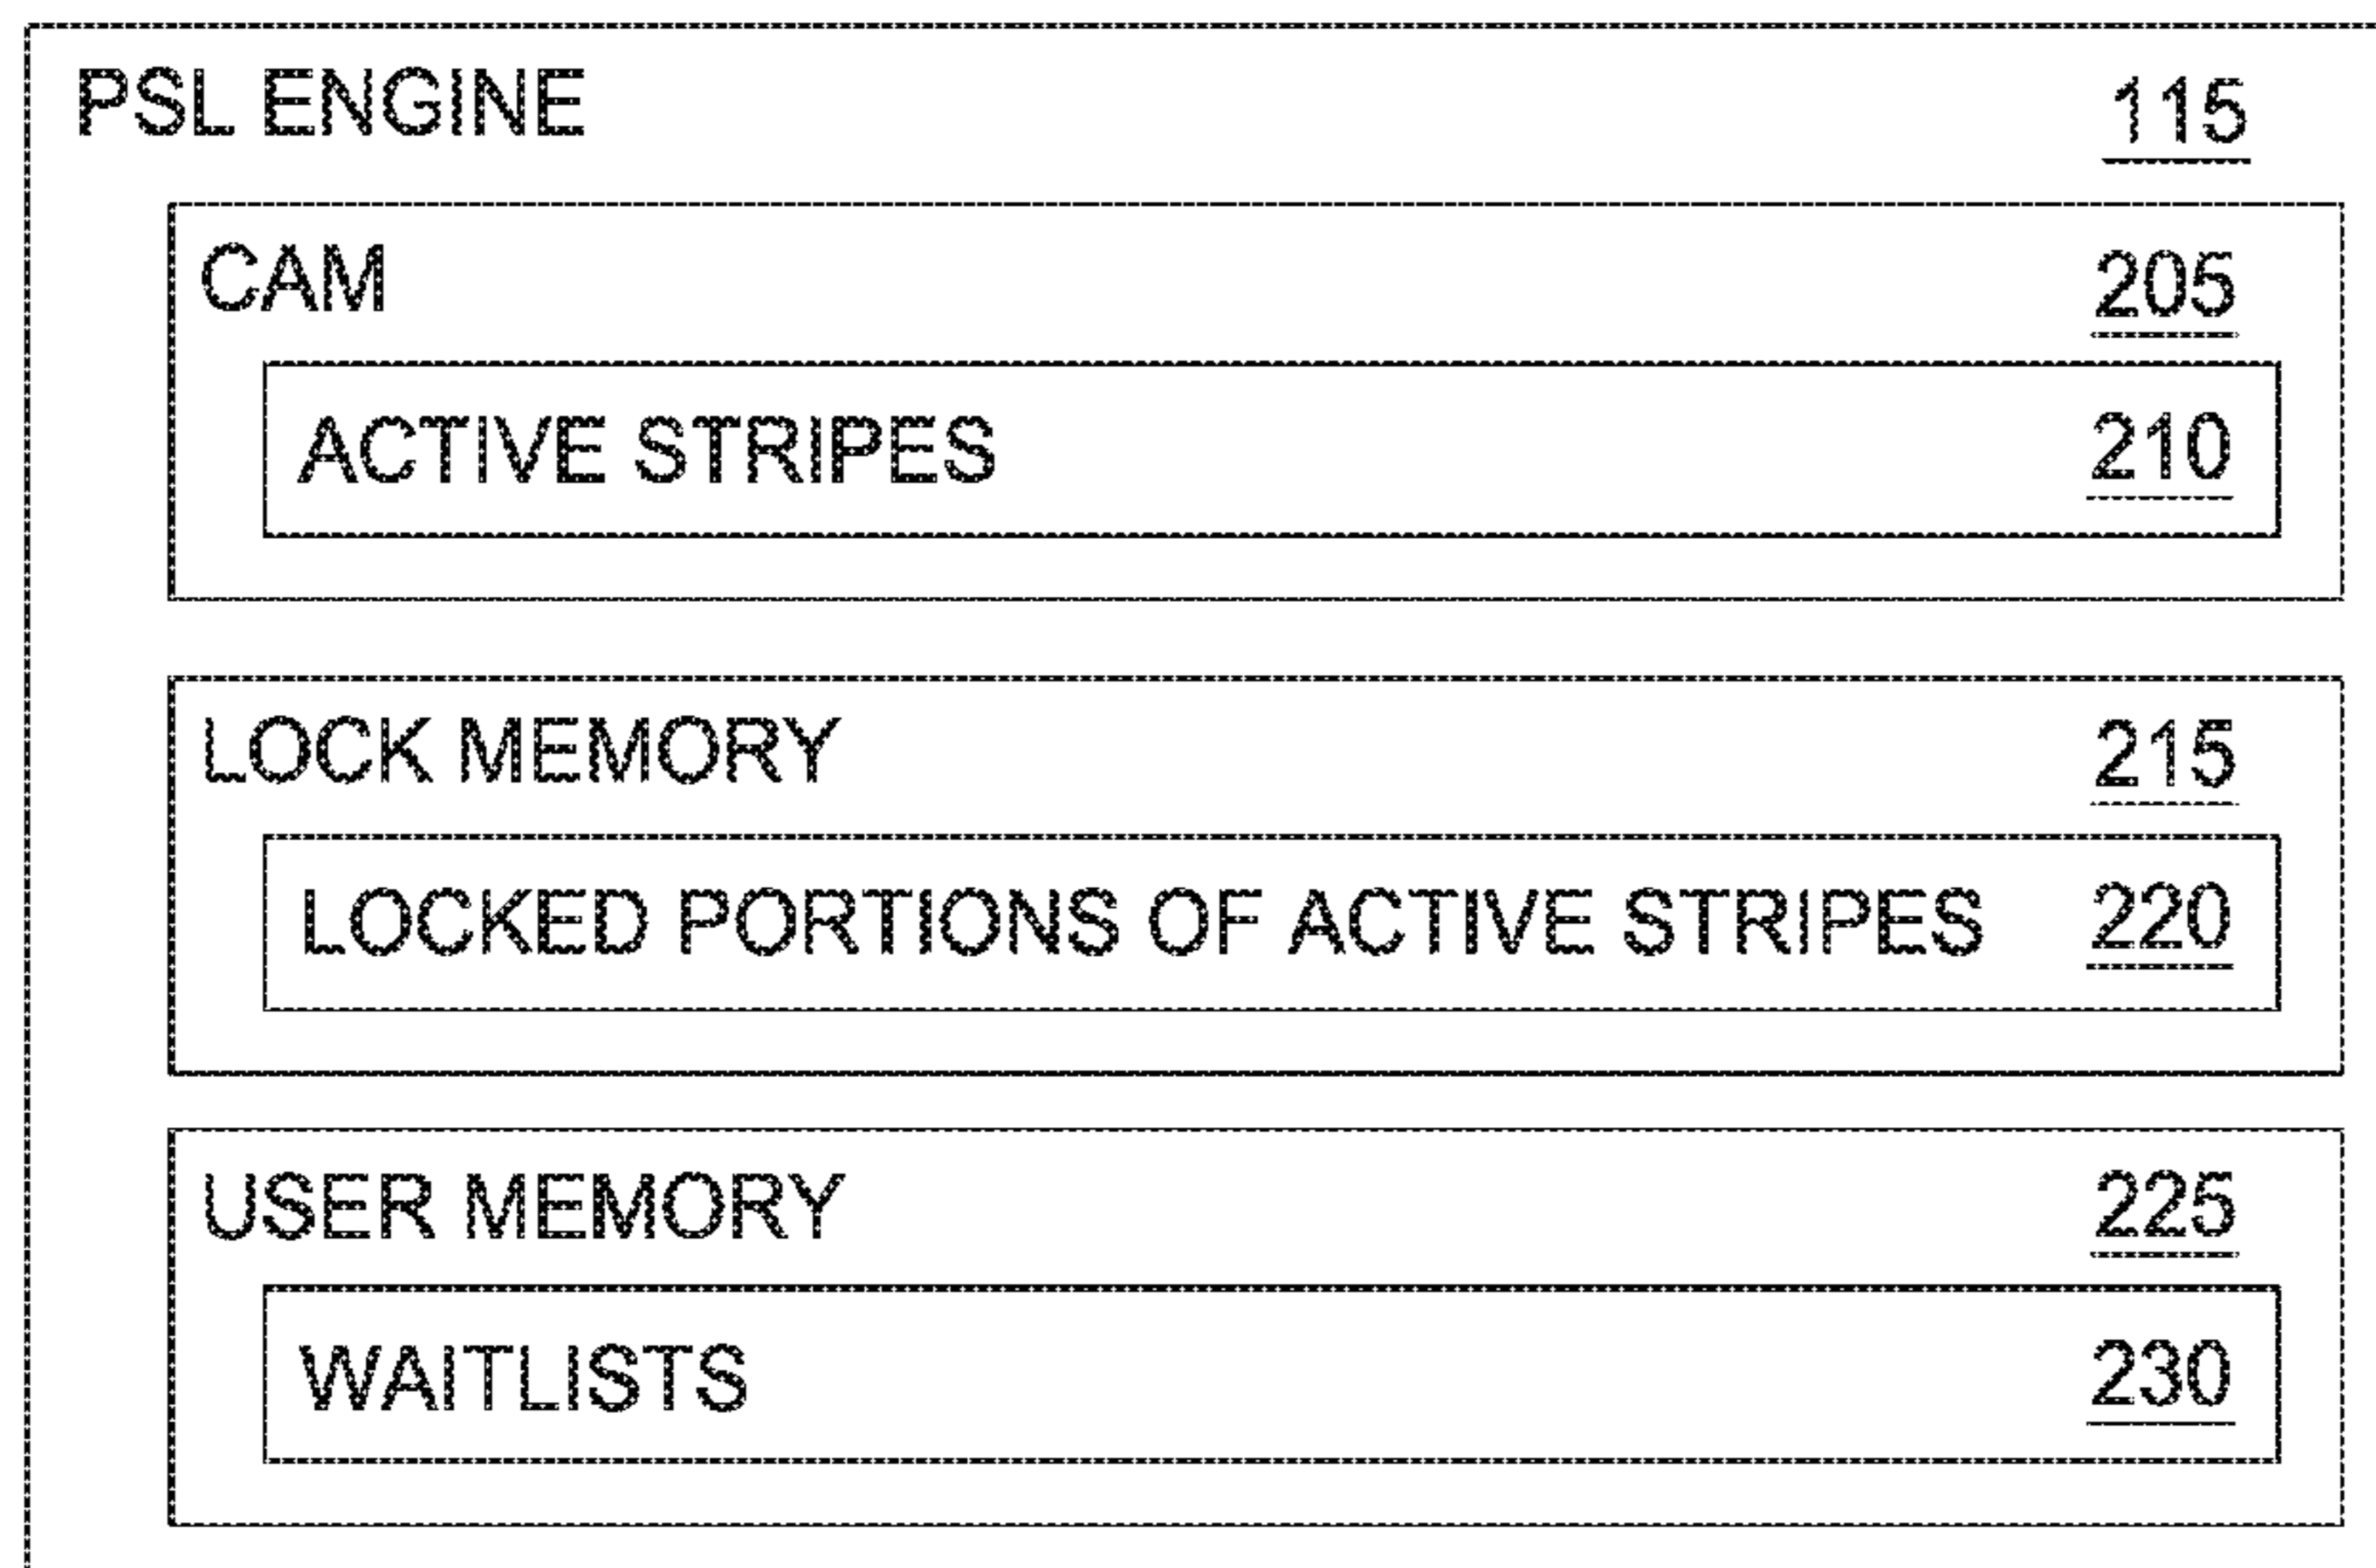 PSL ENGINE 115
CAM 205
ACTIVE STRIPES 210
LOCK MEMORY 215
LOCKED PORTIONS OF ACTIVE STRIPES 220
USER MEMORY 225
WAITLISTS 230